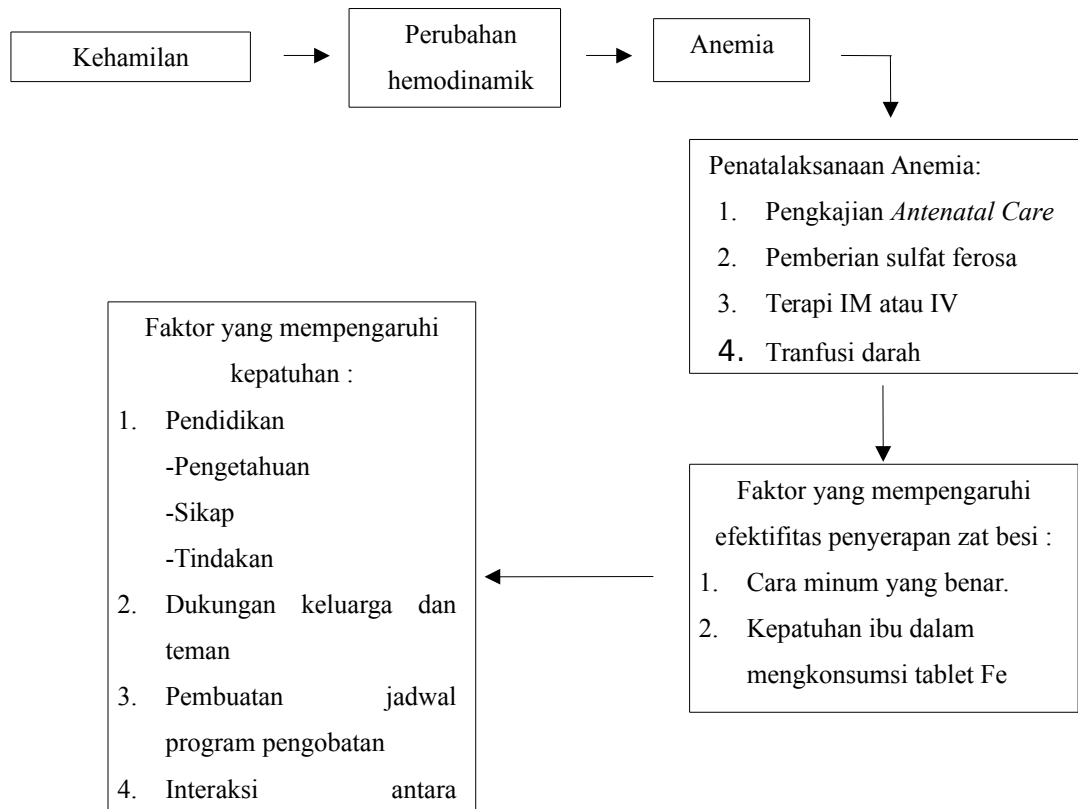 Kehamilan
Perubahan
hemodinamik
Anemia
Penatalaksanaan Anemia:
1. Pengkajian Antenatal Care
2. Pemberian sulfat ferosa
3. Terapi IM atau IV
4. Tranfusi darah
Faktor yang mempengaruhi
efektifitas penyerapan zat besi :
1. Cara minum yang benar.
2. Kepatuhan ibu dalam
mengkonsumsi tablet Fe
Faktor yang mempengaruhi
kepatuhan :
1. Pendidikan
-Pengetahuan
-Sikap
-Tindakan
2. Dukungan keluarga dan
teman
3. Pembuatan jadwal
program pengobatan
4. Interaksi antara